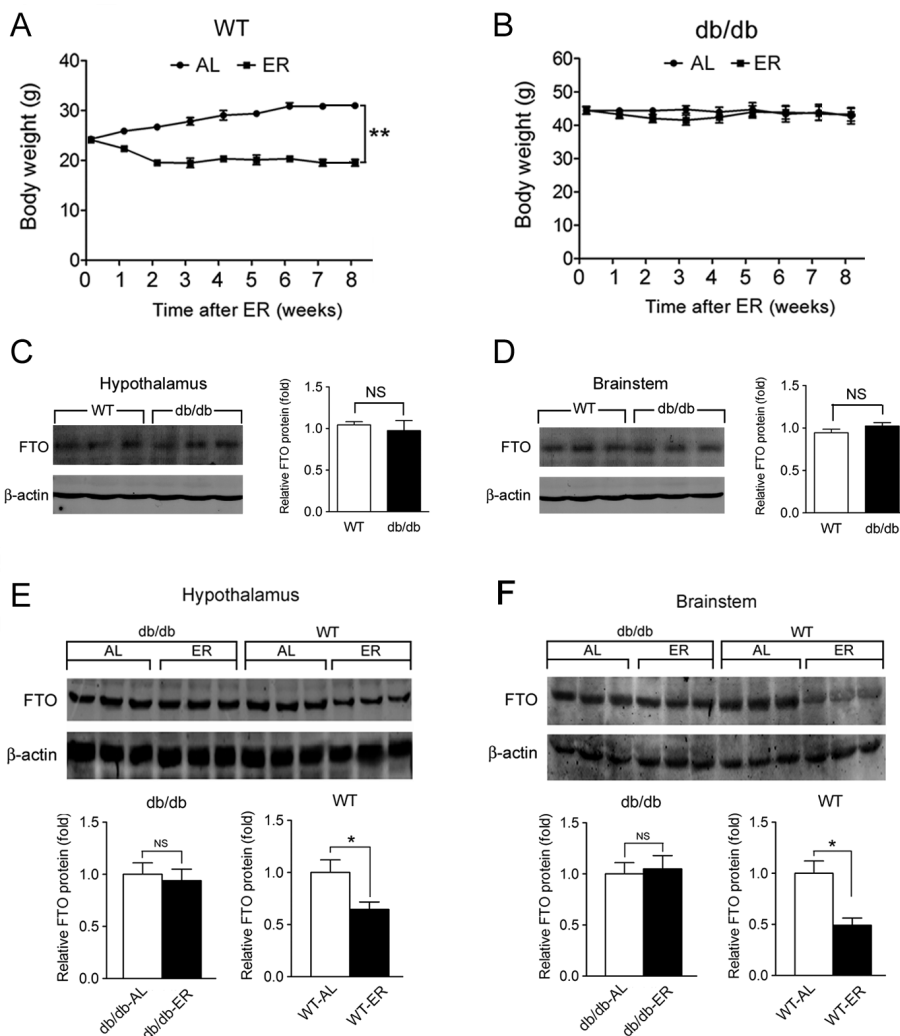 A
WT
AL
ER
Body weight (g)
40
30
20
10
0
**
0 1 2 3 4 5 6 7 8
Time after ER (weeks)
B
db/db
AL
ER
Body weight (g)
60
50
40
30
20
10
0
0 1 2 3 4 5 6 7 8
Time after ER (weeks)
C
Hypothalamus
WT
db/db
FTO
β-actin
Relative FTO protein (fold)
1.5
1.0
0.5
0.0
NS
WT
db/db
D
Brainstem
WT
db/db
FTO
β-actin
Relative FTO protein (fold)
1.5
1.0
0.5
0.0
NS
WT
db/db
E
Hypothalamus
db/db
WT
AL
ER
AL
ER
FTO
β-actin
db/db
Relative FTO protein (fold)
1.5
1.0
0.5
0.0
NS
db/db-AL
db/db-ER
WT
Relative FTO protein (fold)
1.5
1.0
0.5
0.0
*
WT-AL
WT-ER
F
Brainstem
db/db
WT
AL
ER
AL
ER
FTO
β-actin
db/db
Relative FTO protein (fold)
1.5
1.0
0.5
0.0
NS
db/db-AL
db/db-ER
WT
Relative FTO protein (fold)
1.5
1.0
0.5
0.0
*
WT-AL
WT-ER